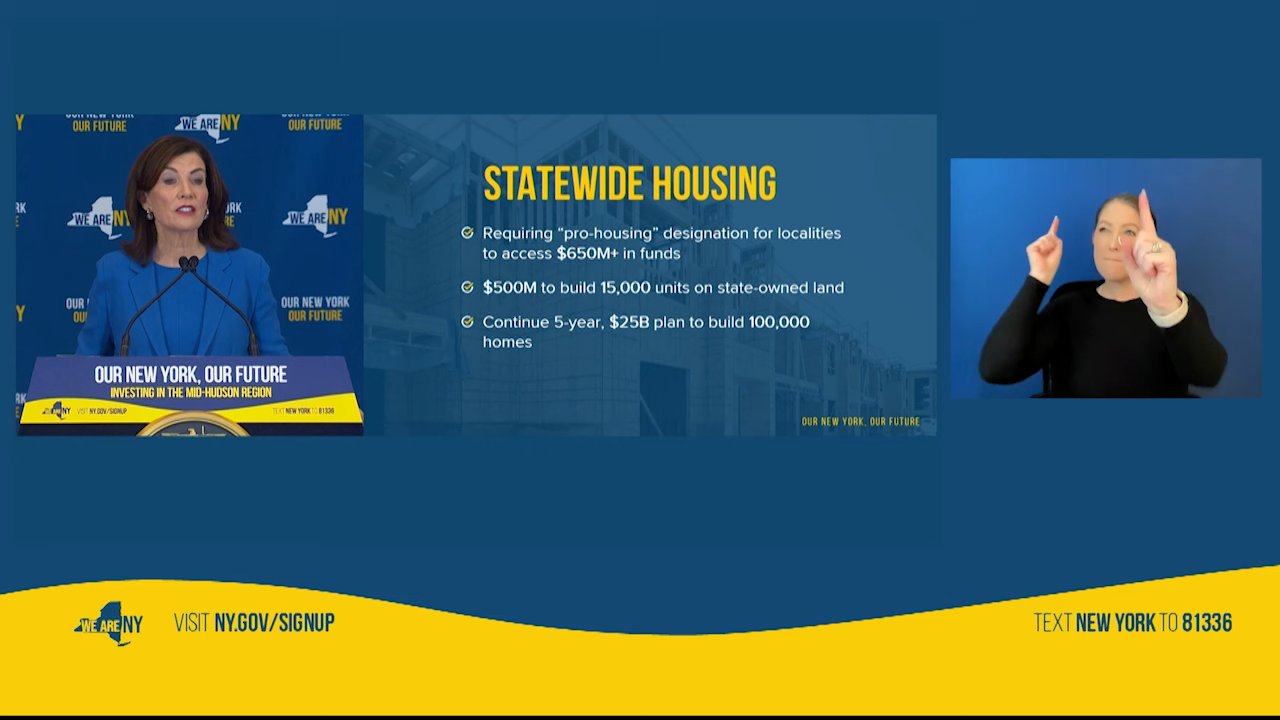 OUR NEW YORK
OUR FUTURE
WE ARE NY
OUR NEW YORK
OUR FUTURE
WE ARE NY
WE ARE NY
OUR NEW YORK
OUR FUTURE
OUR NEW YORK, OUR FUTURE
INVESTING IN THE MID-HUDSON REGION
WE ARE NY VISIT NY.GOV/SIGNUP TEXT NEW YORK TO 81336
STATEWIDE HOUSING
Requiring “pro-housing” designation for localities
to access $650M+ in funds
$500M to build 15,000 units on state-owned land
Continue 5-year, $25B plan to build 100,000
homes
OUR NEW YORK, OUR FUTURE
WE ARE NY VISIT NY.GOV/SIGNUP
TEXT NEW YORK TO 81336